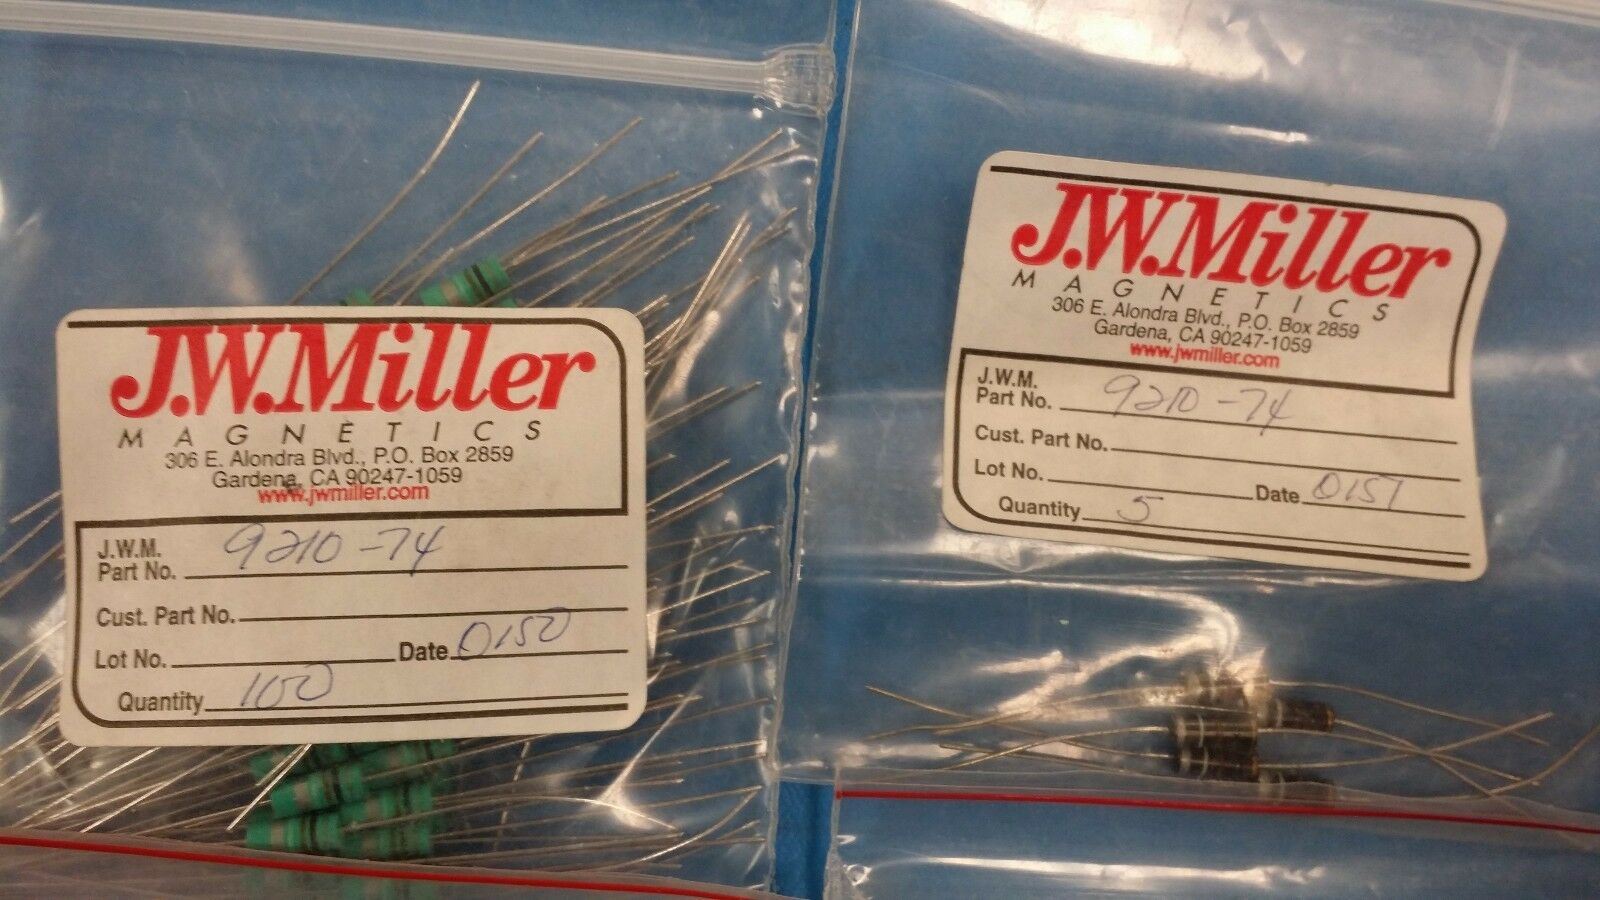 J.W.Miller
MAGNETICS
306 E. Alondra Blvd., P.O. Box 2859
Gardena, CA 90247-1059
www.jwmiller.com
J.W.M.
Part No. 9210-74
Cust. Part No.
Lot No. Date 0150
Quantity 100
J.W.Miller
MAGNETICS
306 E. Alondra Blvd., P.O. Box 2859
Gardena, CA 90247-1059
www.jwmiller.com
J.W.M.
Part No. 9210-74
Cust. Part No.
Lot No. Date 0151
Quantity 5